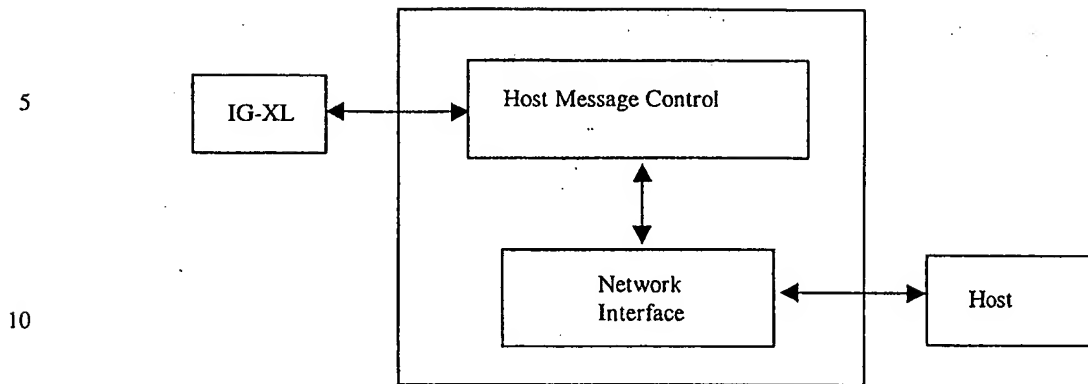 5
IG-XL
Host Message Control
Network
Interface
Host
10